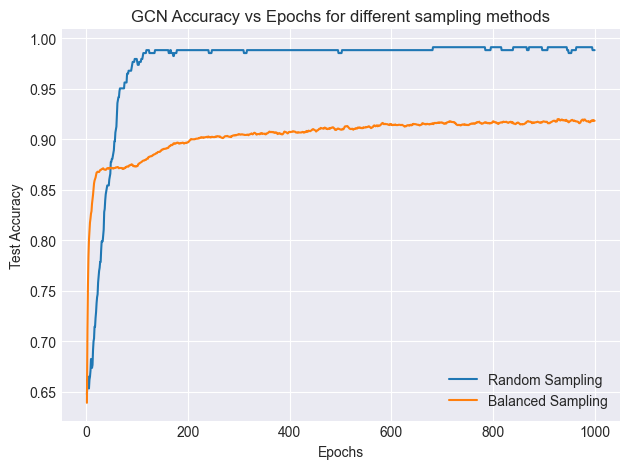 GCN Accuracy vs Epochs for different sampling methods
1.00
0.95
0.90
0.85
0.80
0.75
0.70
0.65
Test Accuracy
Random Sampling
Balanced Sampling
0 200 400 600 800 1000
Epochs